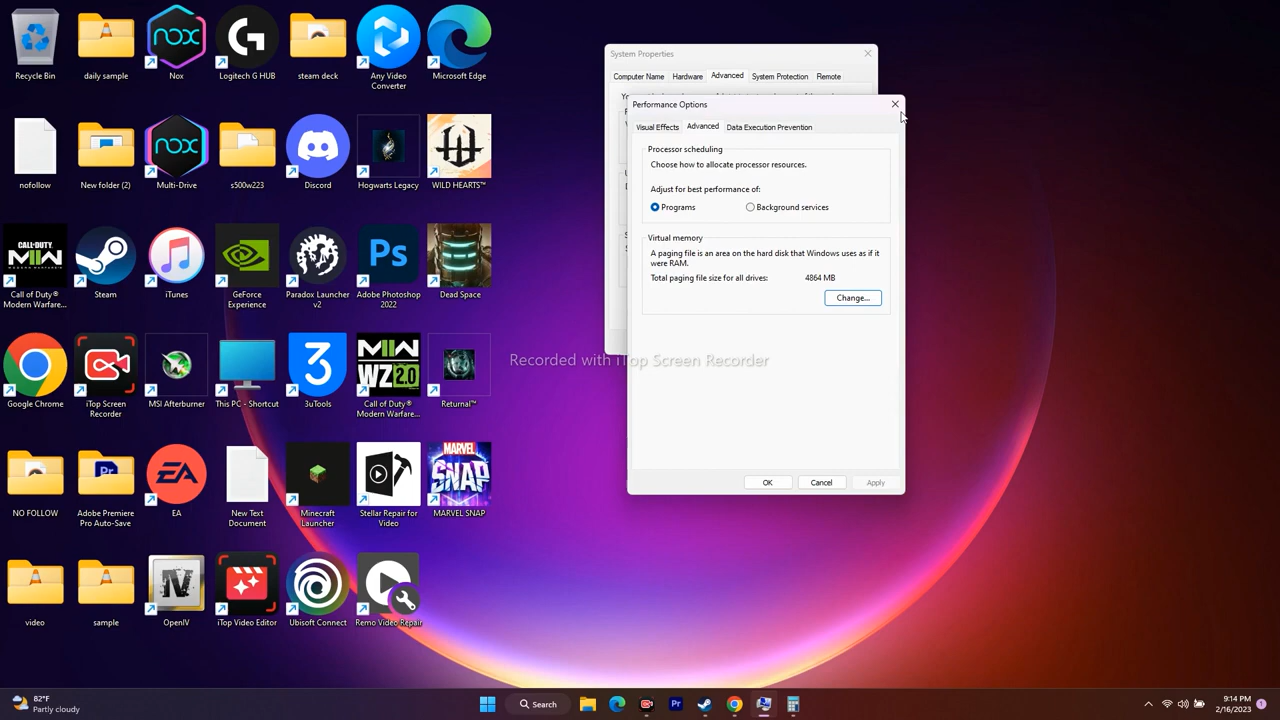 Recycle Bin
daily sample
Nox
Logitech G HUB
steam deck
Any Video
Converter
Microsoft Edge
nofollow
New folder (2)
Multi-Drive
s500w223
Discord
Hogwarts Legacy
WILD HEARTS™
Call of Duty®
Modern Warfare...
Steam
iTunes
GeForce
Experience
Paradox Launcher
v2
Adobe Photoshop
2022
Dead Space
Google Chrome
iTop Screen
Recorder
MSI Afterburner
This PC - Shortcut
3uTools
Call of Duty®
Modern Warfare...
Returnal™
NO FOLLOW
Adobe Premiere
Pro Auto-Save
EA
New Text
Document
Minecraft
Launcher
Stellar Repair for
Video
MARVEL SNAP
video
sample
OpenIV
iTop Video Editor
Ubisoft Connect
Remo Video Repair
System Properties
Computer Name
Hardware
Advanced
System Protection
Remote
Performance Options
Visual Effects
Advanced
Data Execution Prevention
Processor scheduling
Choose how to allocate processor resources.
Adjust for best performance of:
Programs
Background services
Virtual memory
A paging file is an area on the hard disk that Windows uses as if it
were RAM.
Total paging file size for all drives:
4864 MB
Change...
Recorded with iTop Screen Recorder
OK
Cancel
Apply
82°F
Partly cloudy
Search
9:14 PM
2/16/2023